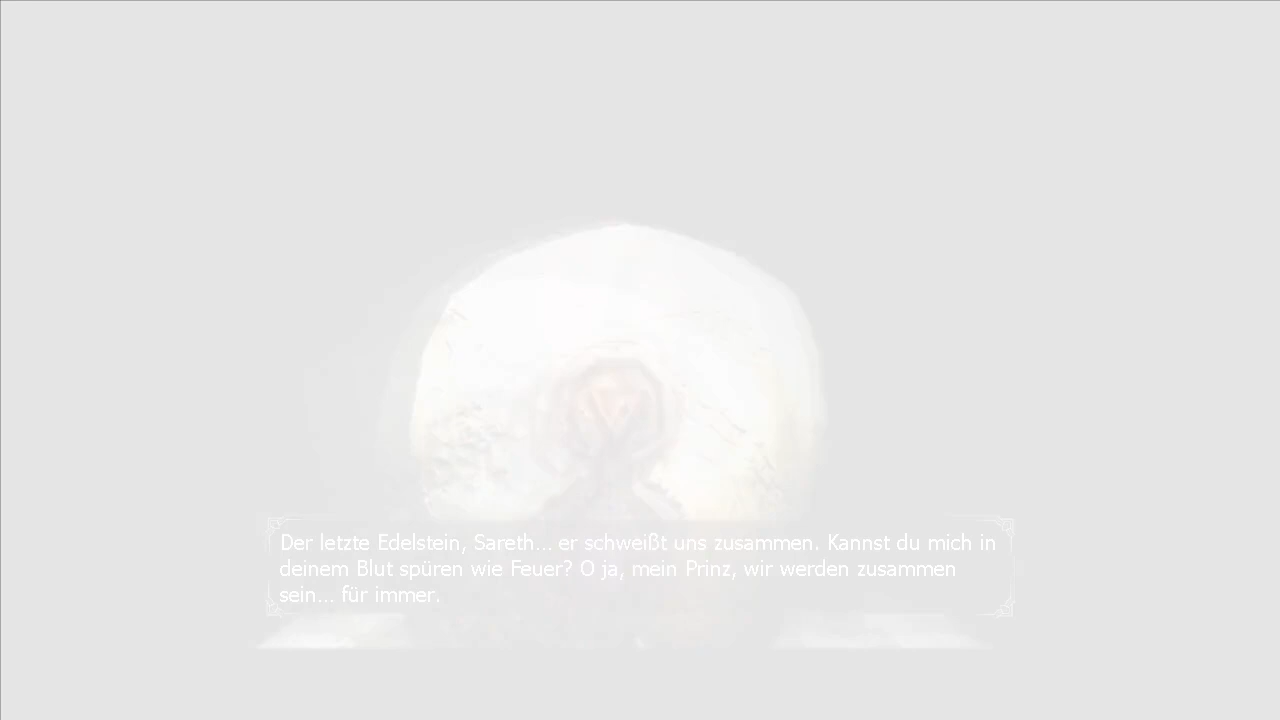 Der letzte Edelstein, Sareth... er schweißt uns zusammen. Kannst du mich in
deinem Blut spüren wie Feuer? O ja, mein Prinz, wir werden zusammen
sein... für immer.